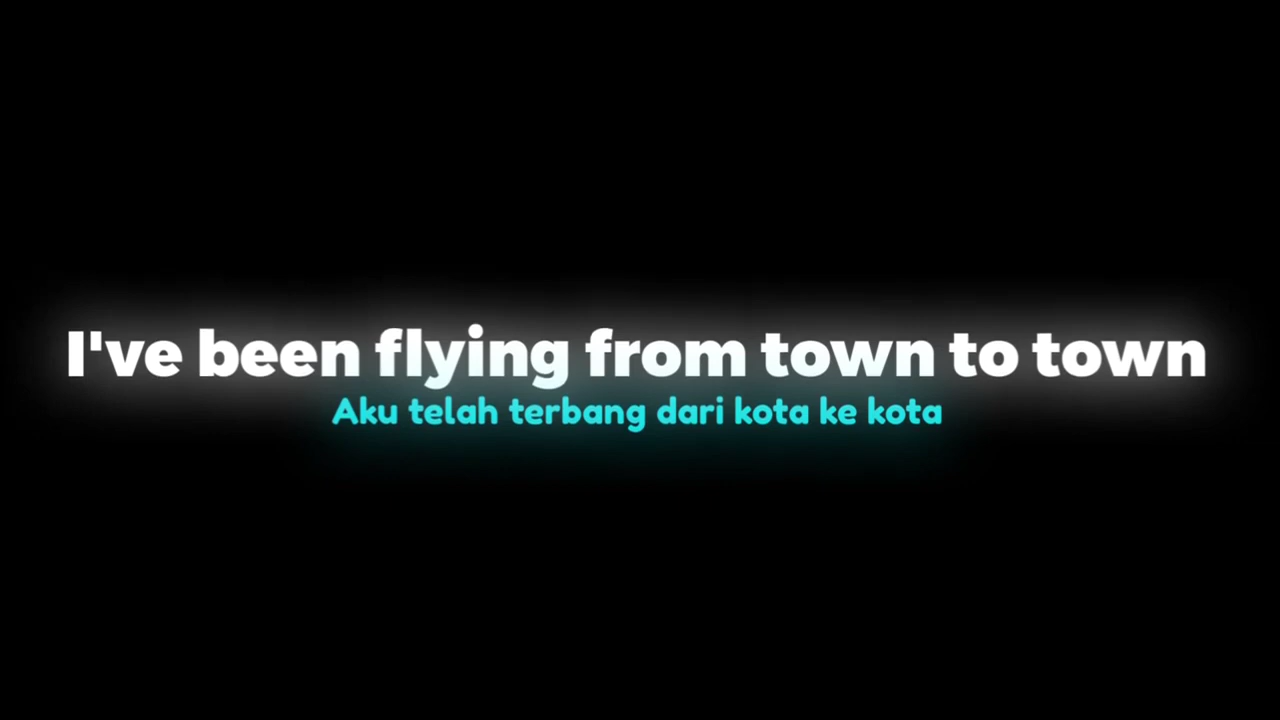 I've been flying from town to town
Aku telah terbang dari kota ke kota